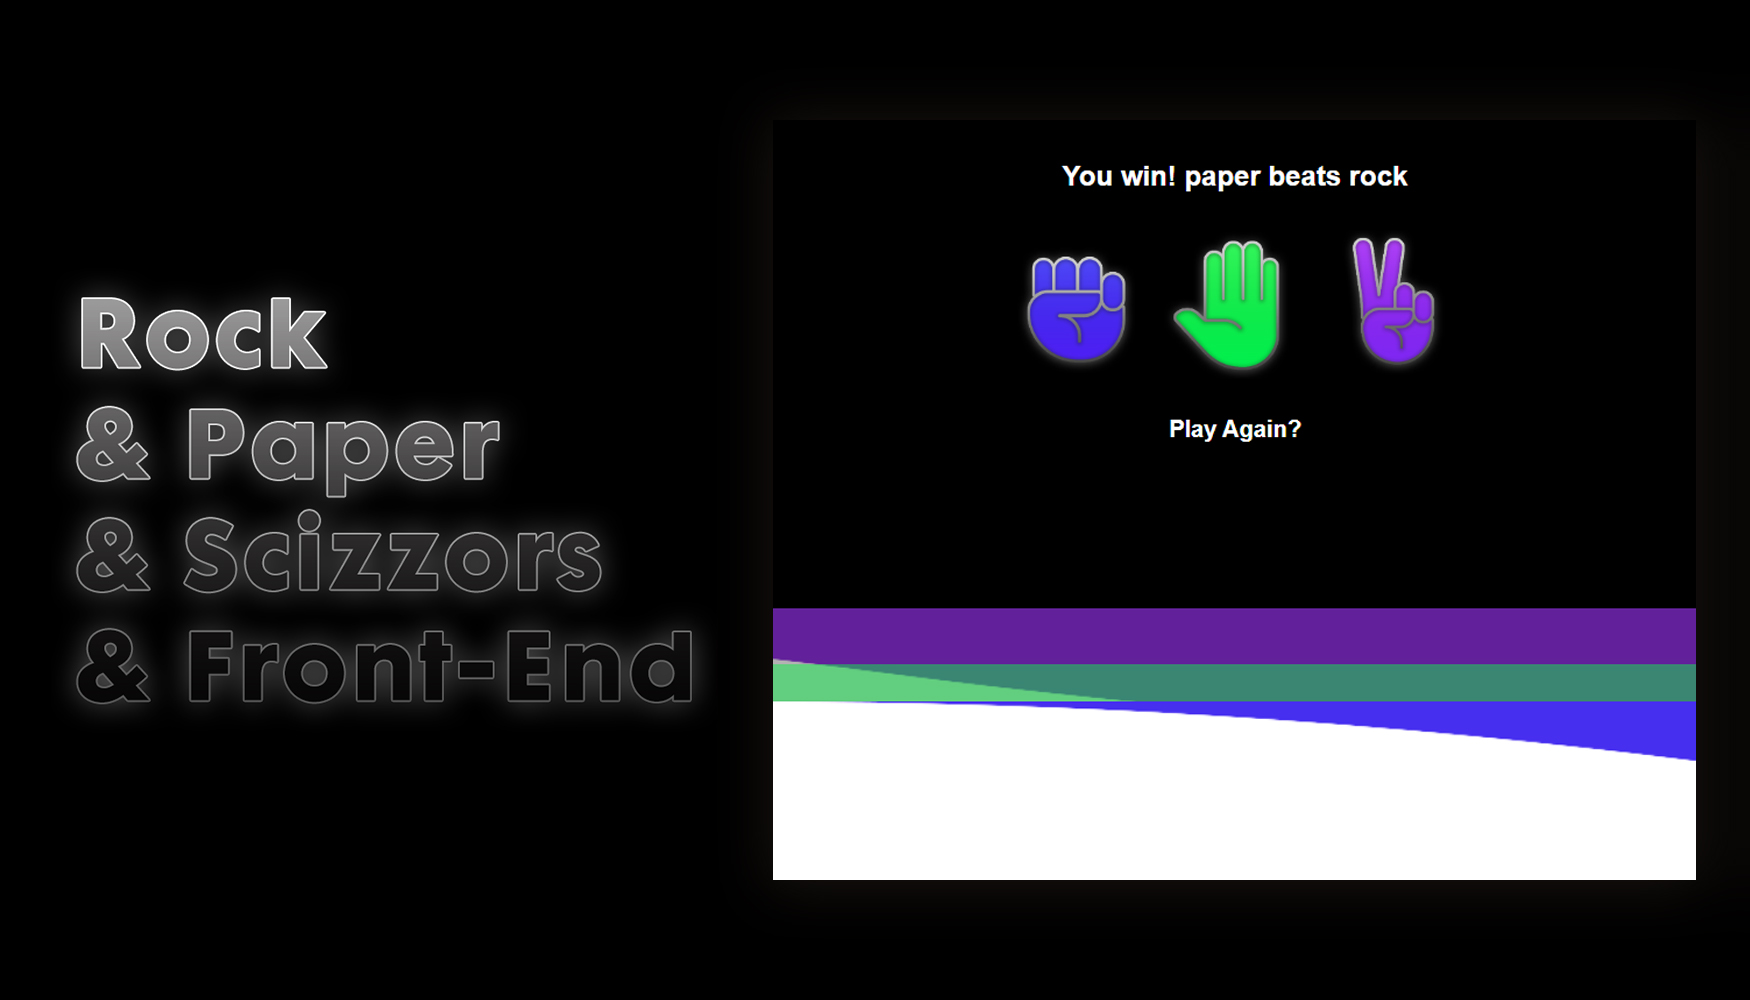 Rock
& Paper
& Scizzors
& Front-End
You win! paper beats rock
Play Again?